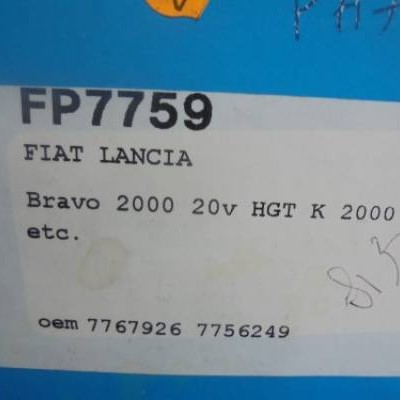 FP7759
FIAT LANCIA
Bravo 2000 20v HGT K 2000
etc.
oem 7767926 7756249